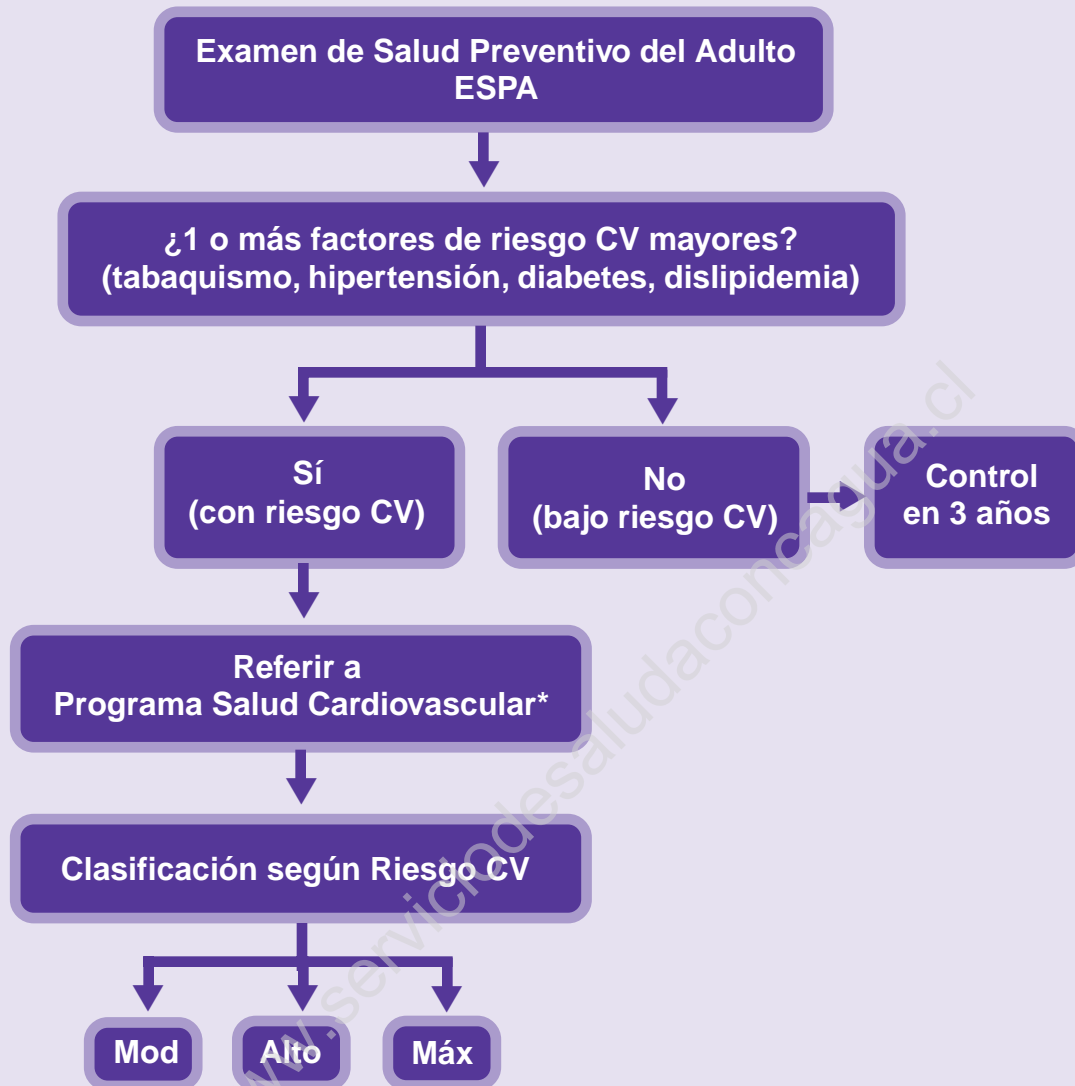 Examen de Salud Preventivo del Adulto
ESPA
¿1 o más factores de riesgo CV mayores?
(tabaquismo, hipertensión, diabetes, dislipidemia)
Sí
(con riesgo CV)
No
(bajo riesgo CV)
Control
en 3 años
Referir a
Programa Salud Cardiovascular*
Clasificación según Riesgo CV
Mod
Alto
Máx
www.serviciodesaludaconcagua.cl